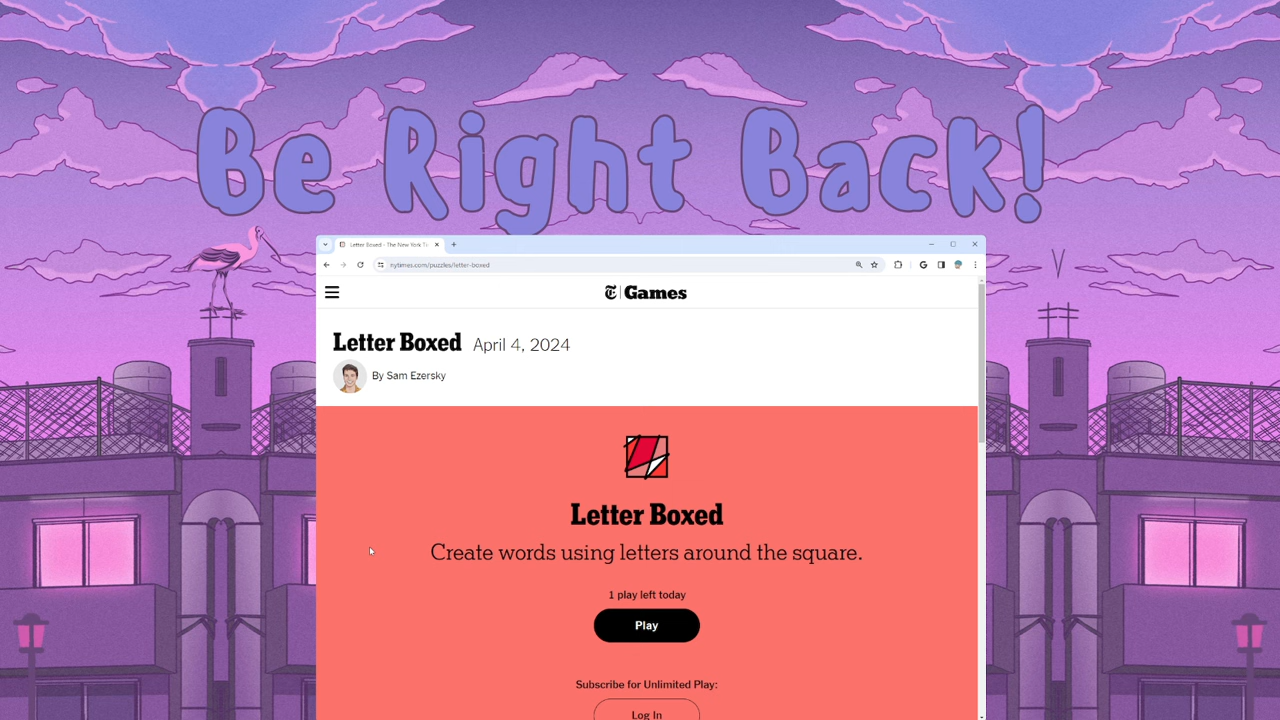 Be Right Back!
Letter Boxed - The New York Ti
nytimes.com/puzzles/letter-boxed
Games
Letter Boxed April 4, 2024
By Sam Ezersky
Letter Boxed
Create words using letters around the square.
1 play left today
Play
Subscribe for Unlimited Play:
Log In